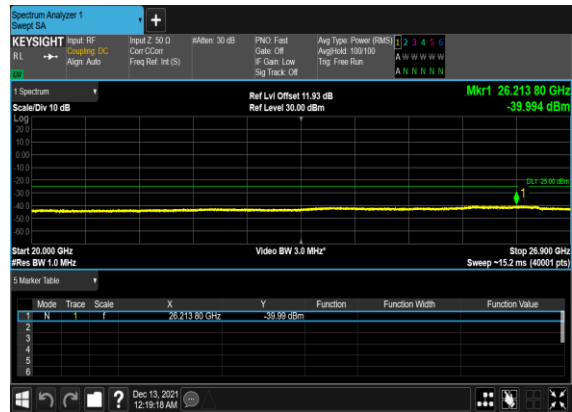 Spectrum Analyzer 1
Swept SA
KEYSIGHT Input: RF Input Z: 50 Ω #Atten: 30 dB PNO: Fast Avg Type: Power (RMS) 1 2 3 4 5 6
RL Coupling: DC Corr CCorr Gate: Off Avg|Hold: 100/100 A W W W W W
Align: Auto Freq Ref: Int (S) IF Gain: Low Trig: Free Run
Sig Track: Off A N N N N N
1 Spectrum Ref Lvl Offset 11.93 dB Mkr1 26.213 80 GHz
Scale/Div 10 dB Ref Level 30.00 dBm -39.994 dBm
Log
20.0
10.0
0.00
-10.0
DL1 -25.00 dBm
-20.0
-30.0
1
-40.0
-50.0
-60.0
Start 20.000 GHz Video BW 3.0 MHz* Stop 26.900 GHz
#Res BW 1.0 MHz Sweep ~15.2 ms (40001 pts)
5 Marker Table
Mode Trace Scale X Y Function Function Width Function Value
1 N 1 f 26.213 80 GHz -39.99 dBm
2
3
4
5
6
? Dec 13, 2021
12:19:18 AM